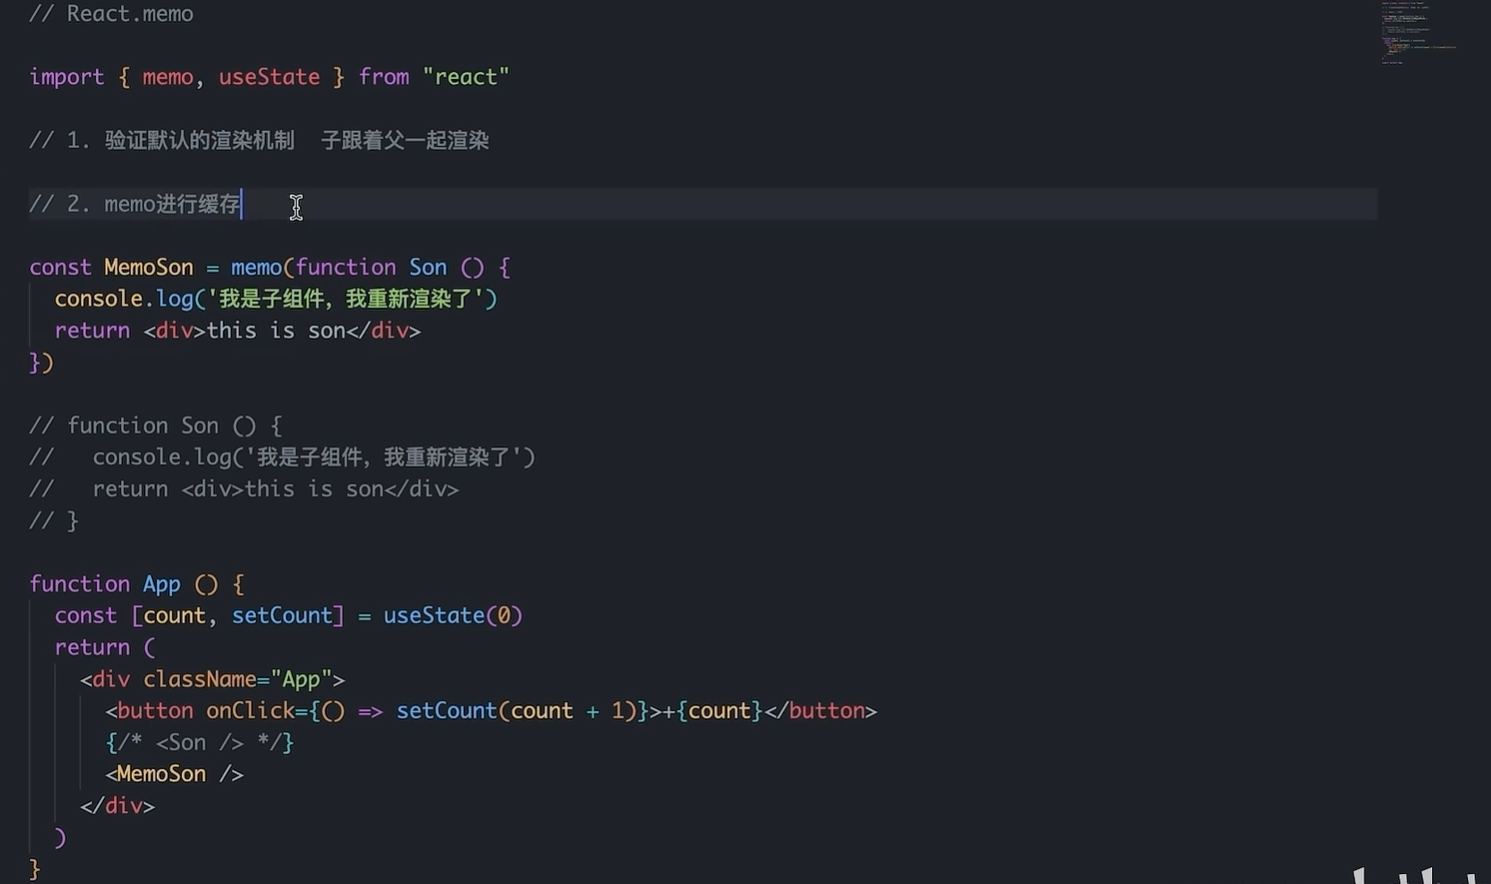 // React.memo
import { memo, useState } from "react"
// 1. 验证默认的渲染机制  子跟着父一起渲染
// 2. memo进行缓存
const MemoSon = memo(function Son () {
  console.log('我是子组件，我重新渲染了')
  return <div>this is son</div>
})
// function Son () {
//   console.log('我是子组件，我重新渲染了')
//   return <div>this is son</div>
// }
function App () {
  const [count, setCount] = useState(0)
  return (
    <div className="App">
      <button onClick={() => setCount(count + 1)}>+{count}</button>
      {/* <Son /> */}
      <MemoSon />
    </div>
  )
}